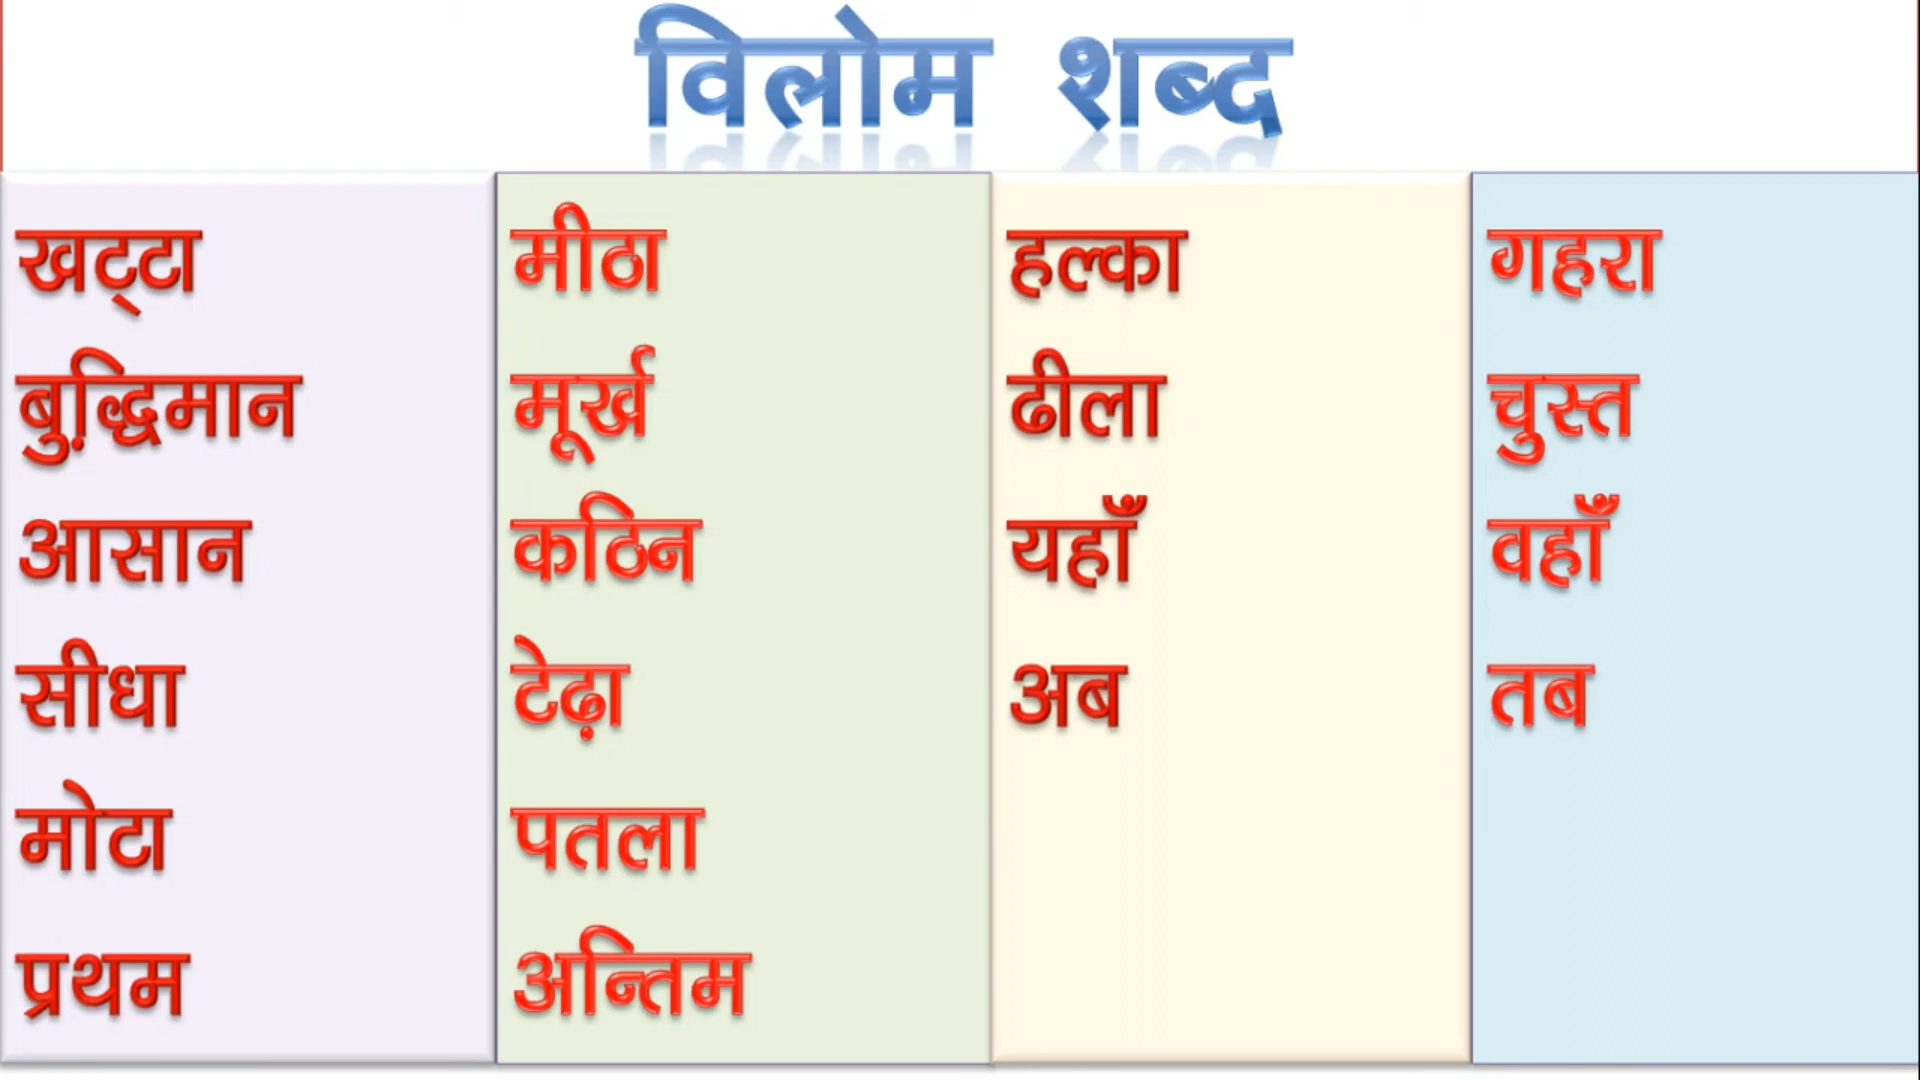 विलोम शब्द
खट्‌टा मीठा हल्का गहरा
बुद्धि़मान मूर्ख ढीला चुस्त
आसान कठिन यहाँ वहाँ
सीधा टेढ़ा अब तब
मोटा पतला
प्रथम अन्तिम